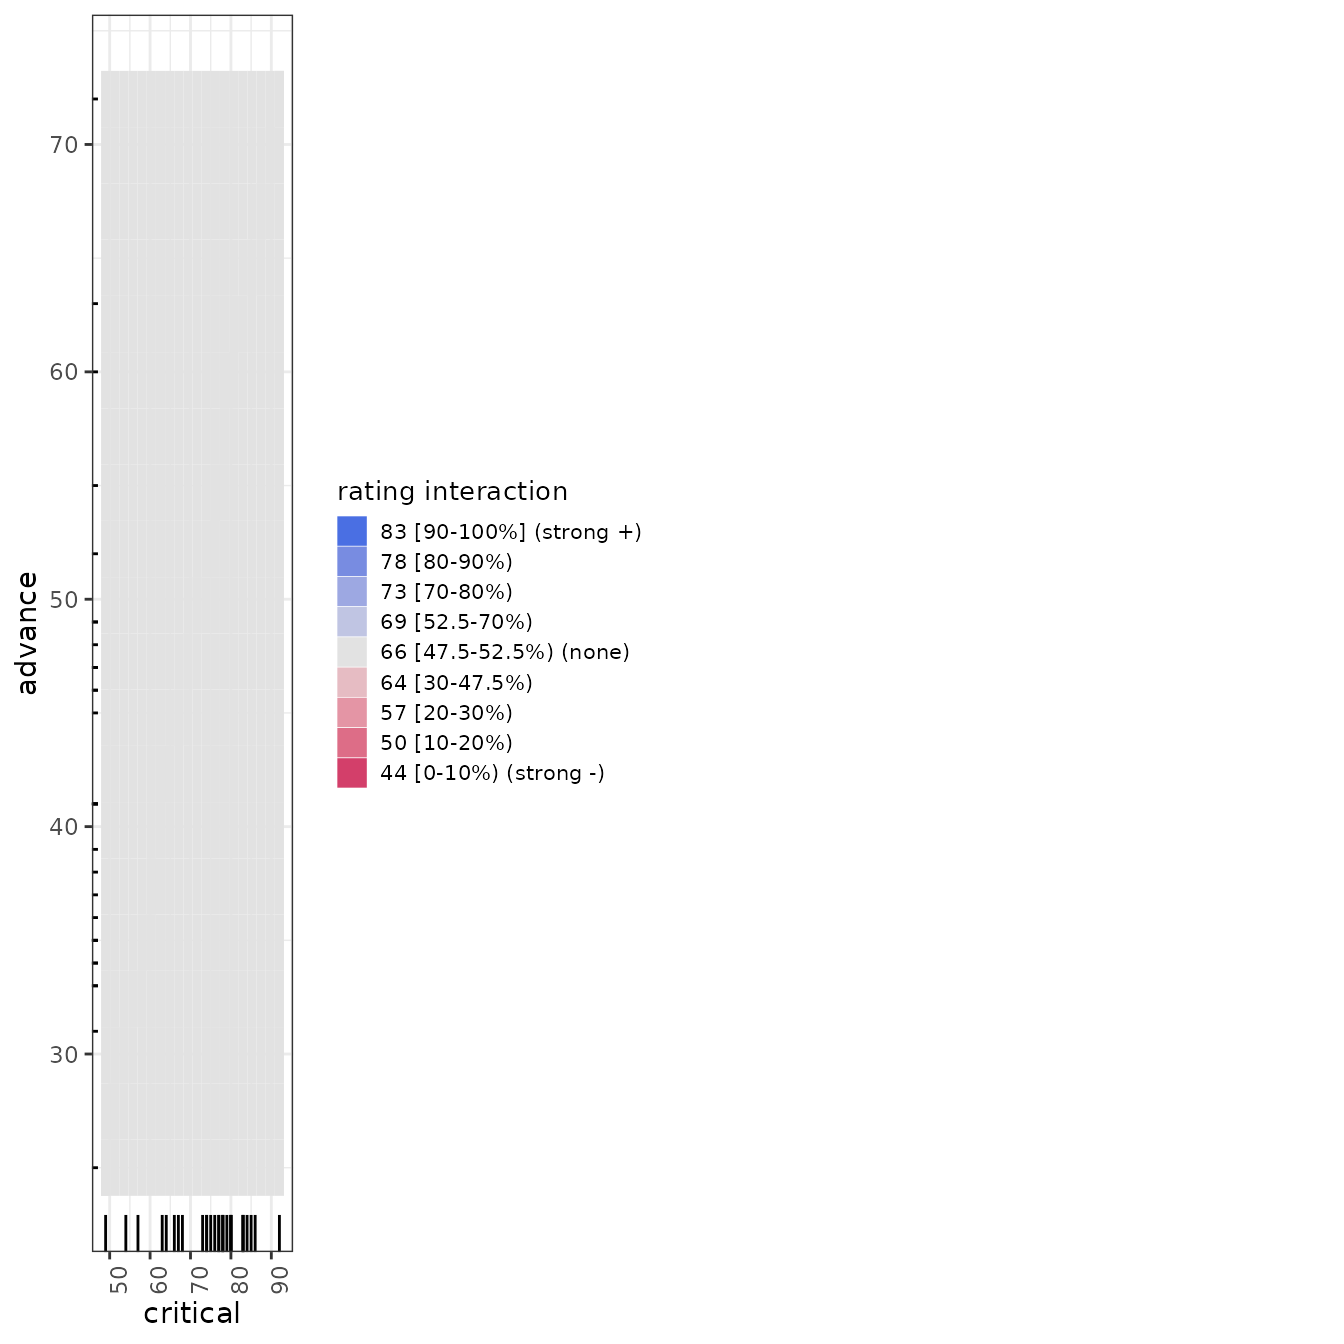 70
60
50
40
30
advance
50
60
70
80
90
critical
rating interaction
83 [90-100%] (strong +)
78 [80-90%)
73 [70-80%)
69 [52.5-70%)
66 [47.5-52.5%) (none)
64 [30-47.5%)
57 [20-30%)
50 [10-20%)
44 [0-10%) (strong -)